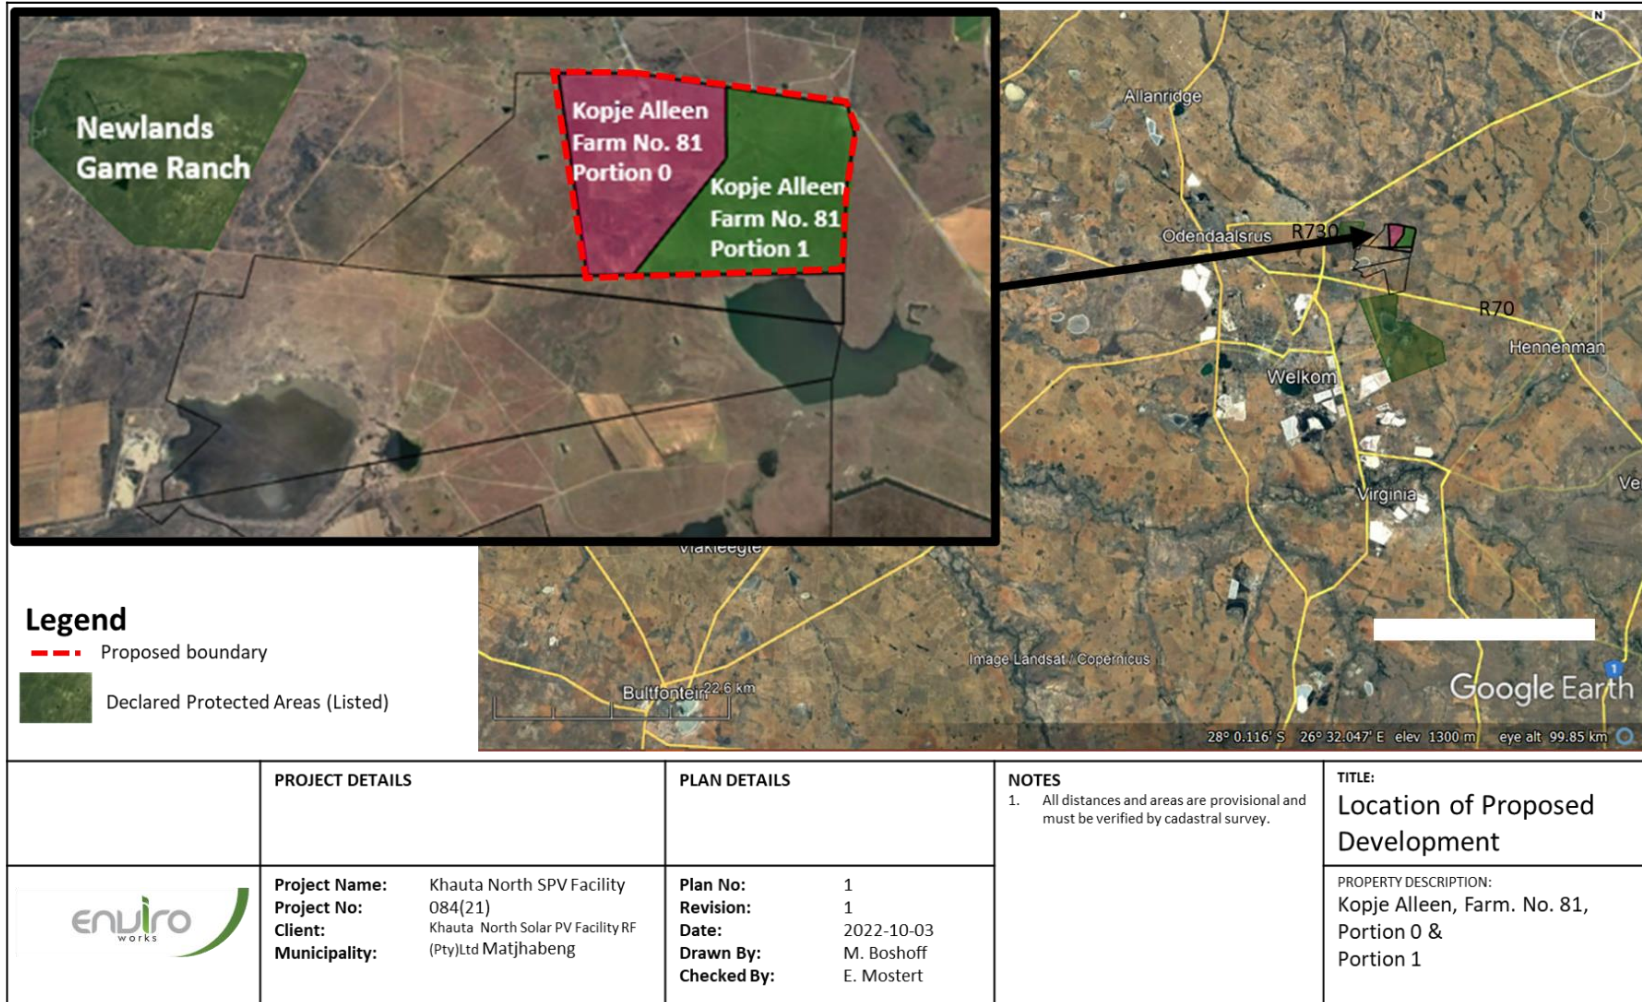 Newlands
Game Ranch
Kopje Alleen
Farm No. 81
Portion 0
Kopje Alleen
Farm No. 81
Portion 1
N
Allanridge
Odendaalsrus
R730
R70
Hennenman
Welkom
Virginia
Image Landsat / Copernicus
Bultfontein
22.6 km
1
Google Earth
28° 0.116' S 26° 32.047' E elev 1300 m eye alt 99.85 km
Legend
Proposed boundary
Declared Protected Areas (Listed)
PROJECT DETAILS
PLAN DETAILS
NOTES
1. All distances and areas are provisional and
must be verified by cadastral survey.
TITLE:
Location of Proposed
Development
enviro
works
Project Name: Khauta North SPV Facility
Project No: 084(21)
Client: Khauta North Solar PV Facility RF
(Pty)Ltd
Municipality: Matjhabeng
Plan No: 1
Revision: 1
Date: 2022-10-03
Drawn By: M. Boshoff
Checked By: E. Mostert
PROPERTY DESCRIPTION:
Kopje Alleen, Farm. No. 81,
Portion 0 &
Portion 1